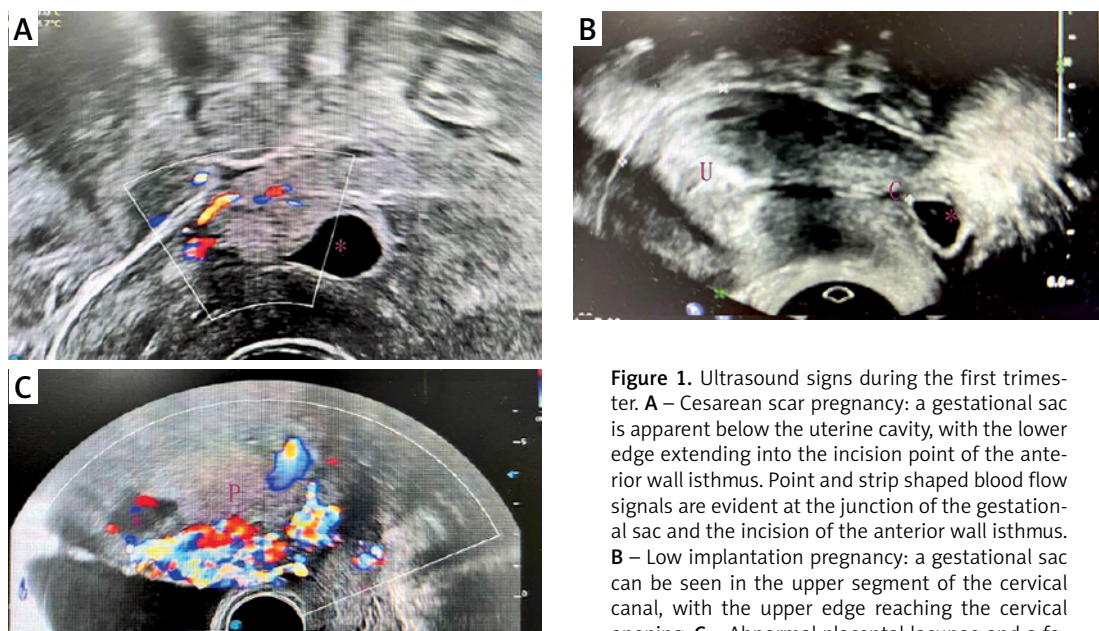 A
B
U
C
*
*
C
P
*
-5
-0
6.0-
Figure 1. Ultrasound signs during the first trimes-
ter. A – Cesarean scar pregnancy: a gestational sac
is apparent below the uterine cavity, with the lower
edge extending into the incision point of the ante-
rior wall isthmus. Point and strip shaped blood flow
signals are evident at the junction of the gestation-
al sac and the incision of the anterior wall isthmus.
B – Low implantation pregnancy: a gestational sac
can be seen in the upper segment of the cervical
canal, with the upper edge reaching the cervical